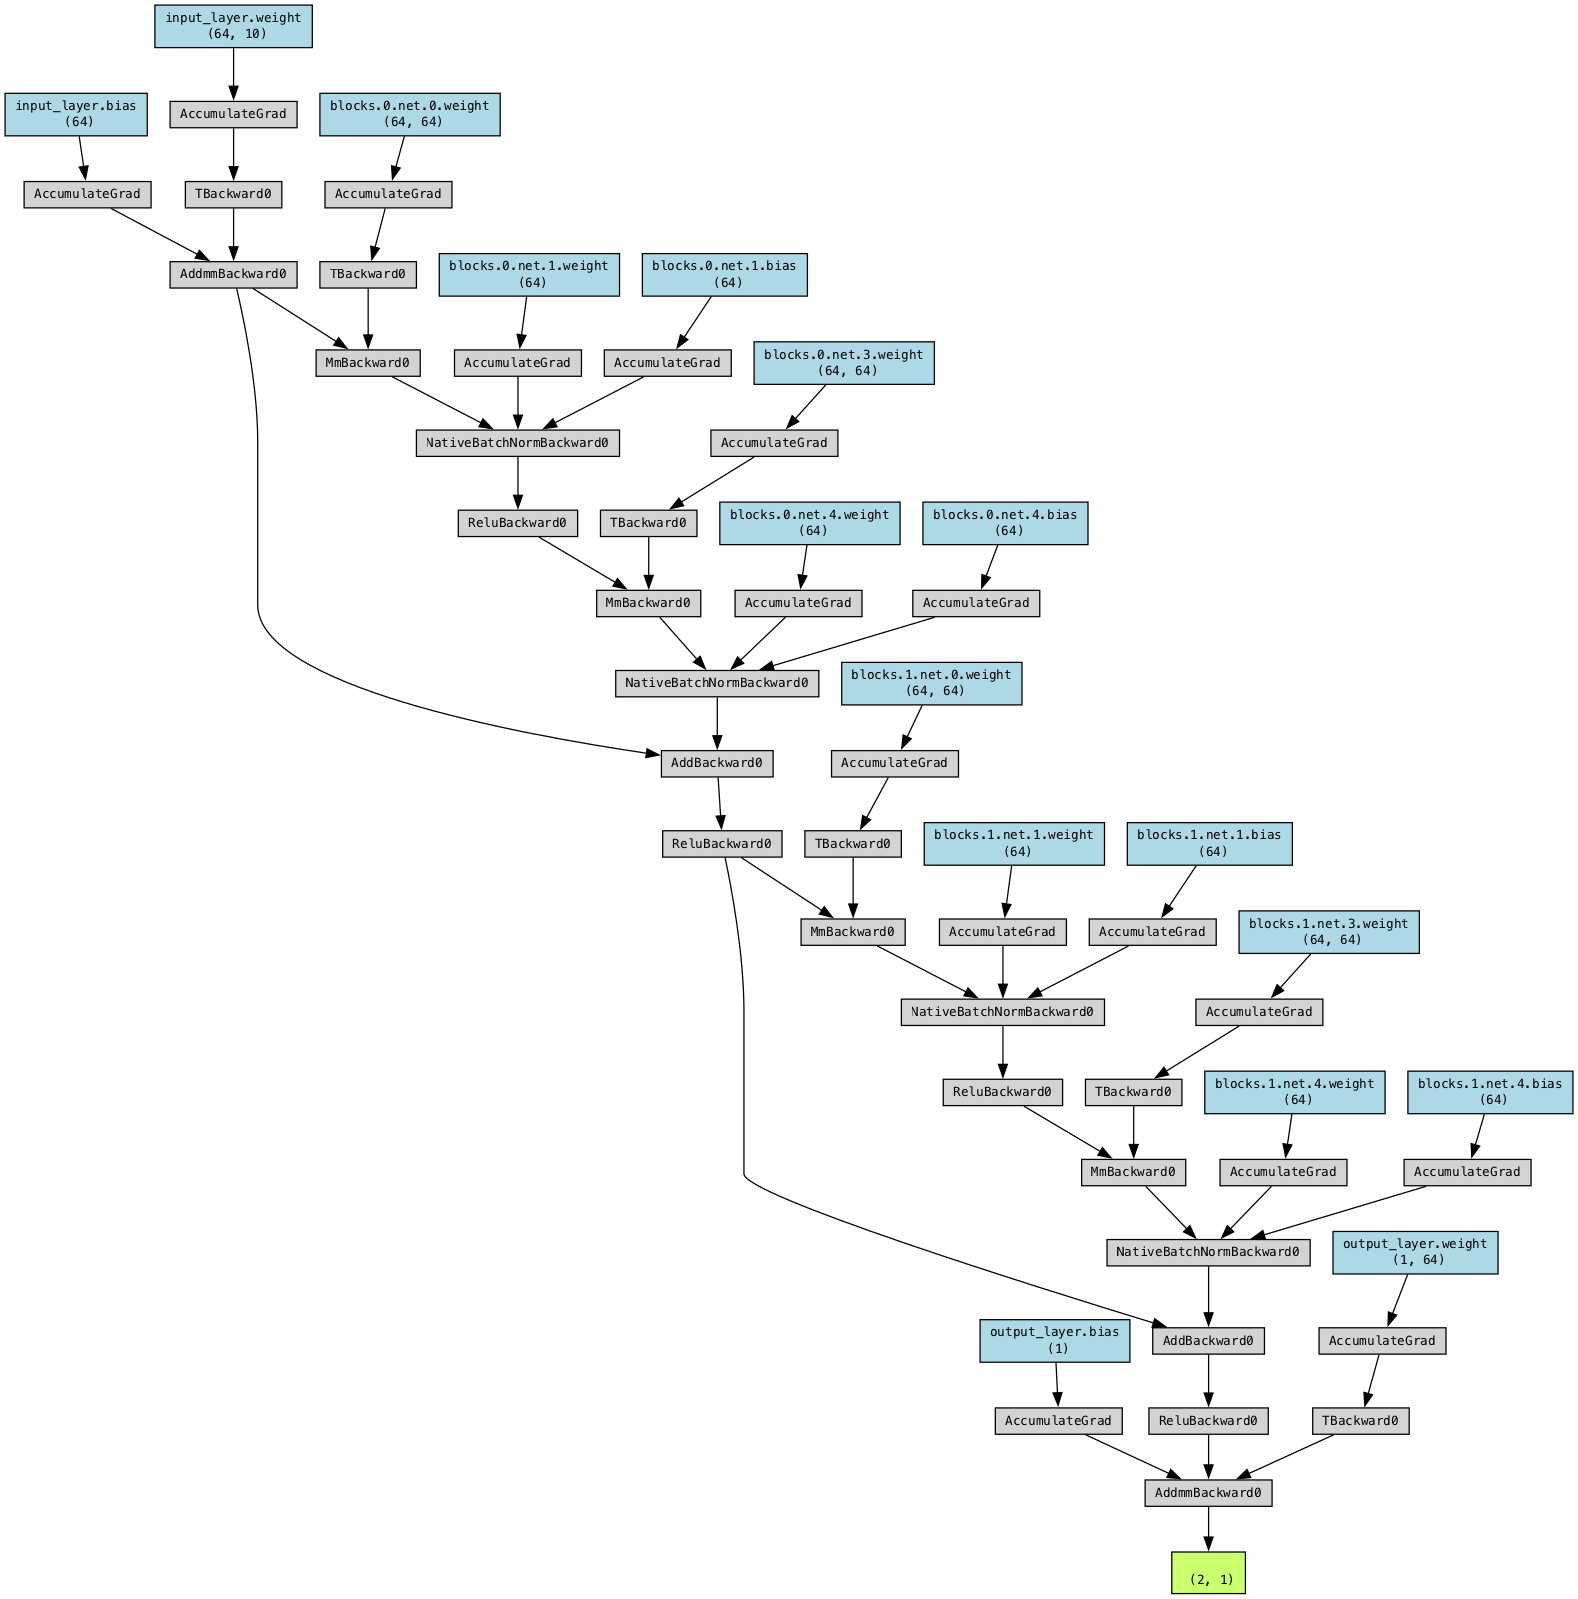 input_layer.weight
(64, 10)
input_layer.bias
(64)
AccumulateGrad
blocks.0.net.0.weight
(64, 64)
AccumulateGrad
TBackward0
AccumulateGrad
AddmmBackward0
TBackward0
blocks.0.net.1.weight
(64)
blocks.0.net.1.bias
(64)
MmBackward0
AccumulateGrad
AccumulateGrad
blocks.0.net.3.weight
(64, 64)
NativeBatchNormBackward0
AccumulateGrad
ReluBackward0
TBackward0
blocks.0.net.4.weight
(64)
blocks.0.net.4.bias
(64)
MmBackward0
AccumulateGrad
AccumulateGrad
NativeBatchNormBackward0
blocks.1.net.0.weight
(64, 64)
AddBackward0
AccumulateGrad
ReluBackward0
TBackward0
blocks.1.net.1.weight
(64)
blocks.1.net.1.bias
(64)
MmBackward0
AccumulateGrad
AccumulateGrad
blocks.1.net.3.weight
(64, 64)
NativeBatchNormBackward0
AccumulateGrad
ReluBackward0
TBackward0
blocks.1.net.4.weight
(64)
blocks.1.net.4.bias
(64)
MmBackward0
AccumulateGrad
AccumulateGrad
NativeBatchNormBackward0
output_layer.weight
(1, 64)
output_layer.bias
(1)
AddBackward0
AccumulateGrad
AccumulateGrad
ReluBackward0
TBackward0
AddmmBackward0
(2, 1)